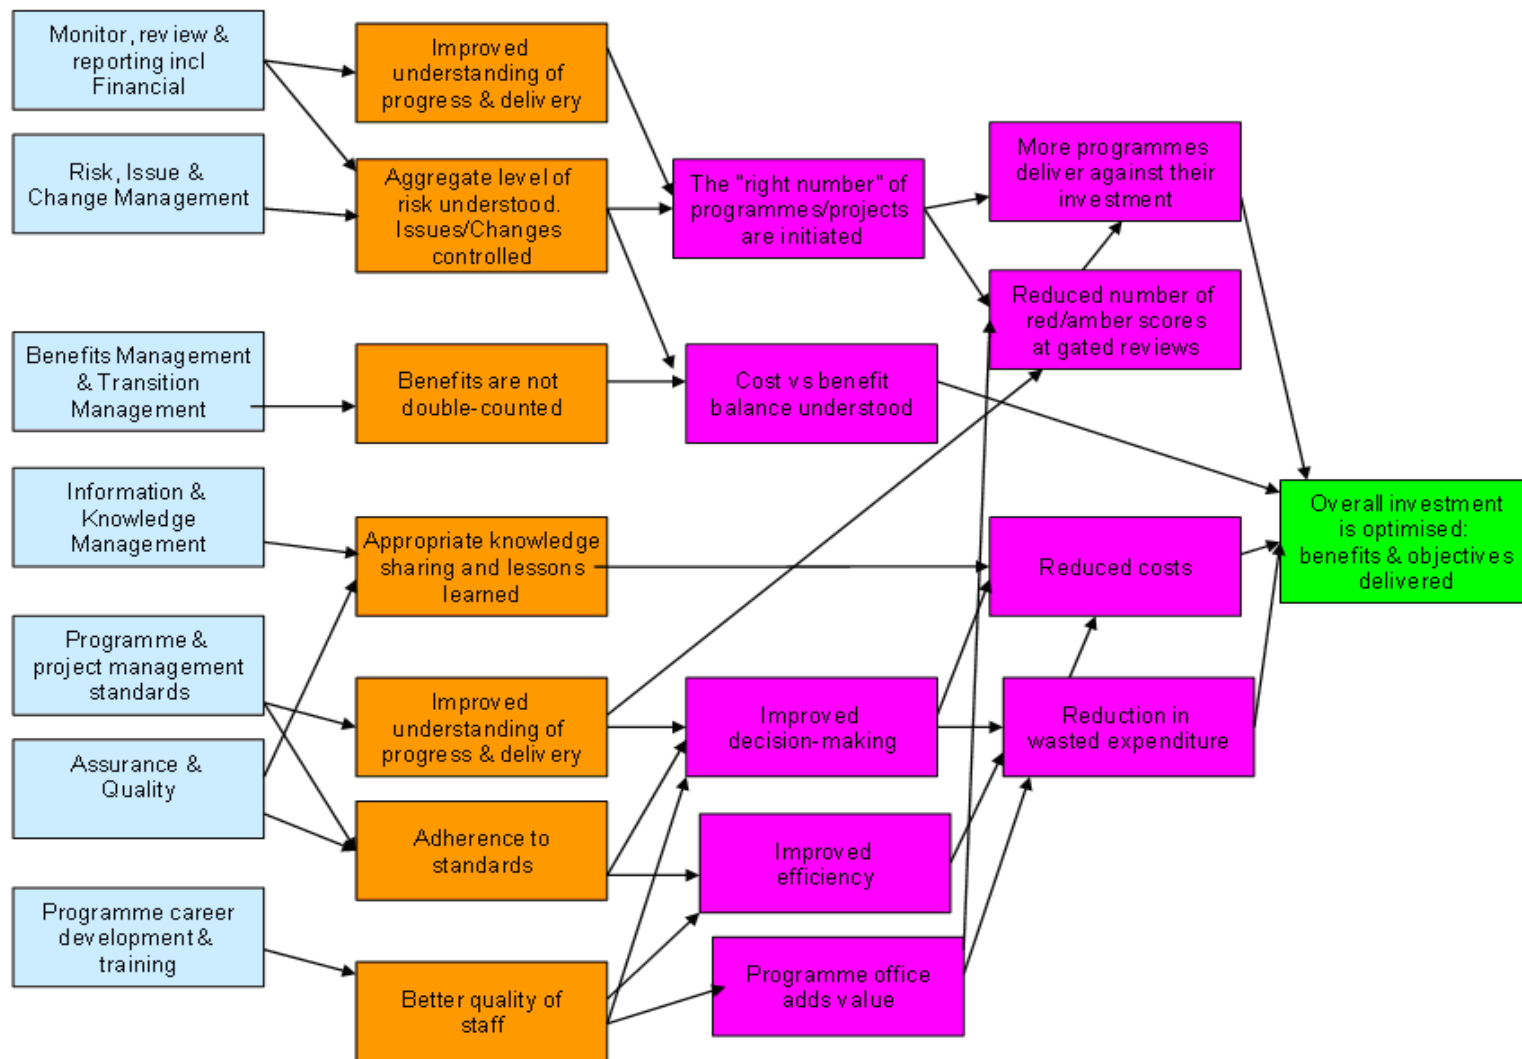 Monitor, review &
reporting incl
Financial
Risk, Issue &
Change Management
Benefits Management
& Transition
Management
Information &
Knowledge
Management
Programme &
project management
standards
Assurance &
Quality
Programme career
development &
training
Improved
understanding of
progress & delivery
Aggregate level of
risk understood.
Issues/Changes
controlled
Benefits are not
double-counted
Appropriate knowledge
sharing and lessons
learned
Improved
understanding of
progress & delivery
Adherence to
standards
Better quality of
staff
The "right number" of
programmes/projects
are initiated
Cost vs benefit
balance understood
Improved
decision-making
Improved
efficiency
Programme office
adds value
More programmes
deliver against their
investment
Reduced number of
red/amber scores
at gated reviews
Reduced costs
Reduction in
wasted expenditure
Overall investment
is optimised:
benefits & objectives
delivered